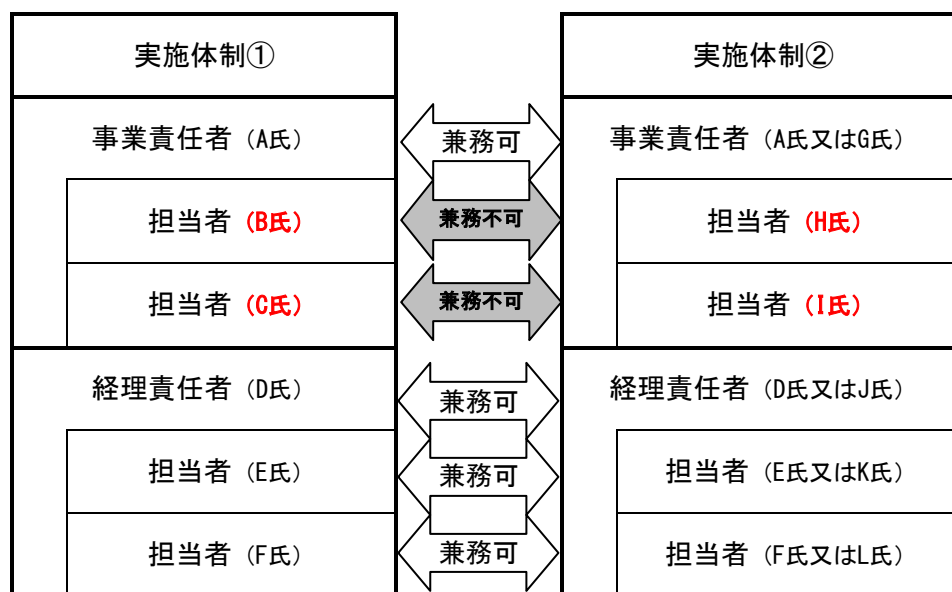 実施体制①
実施体制②
事業責任者（A氏）
兼務可
事業責任者（A氏又はG氏）
担当者（B氏）
兼務不可
担当者（H氏）
担当者（C氏）
兼務不可
担当者（I氏）
経理責任者（D氏）
兼務可
経理責任者（D氏又はJ氏）
担当者（E氏）
兼務可
担当者（E氏又はK氏）
担当者（F氏）
兼務可
担当者（F氏又はL氏）